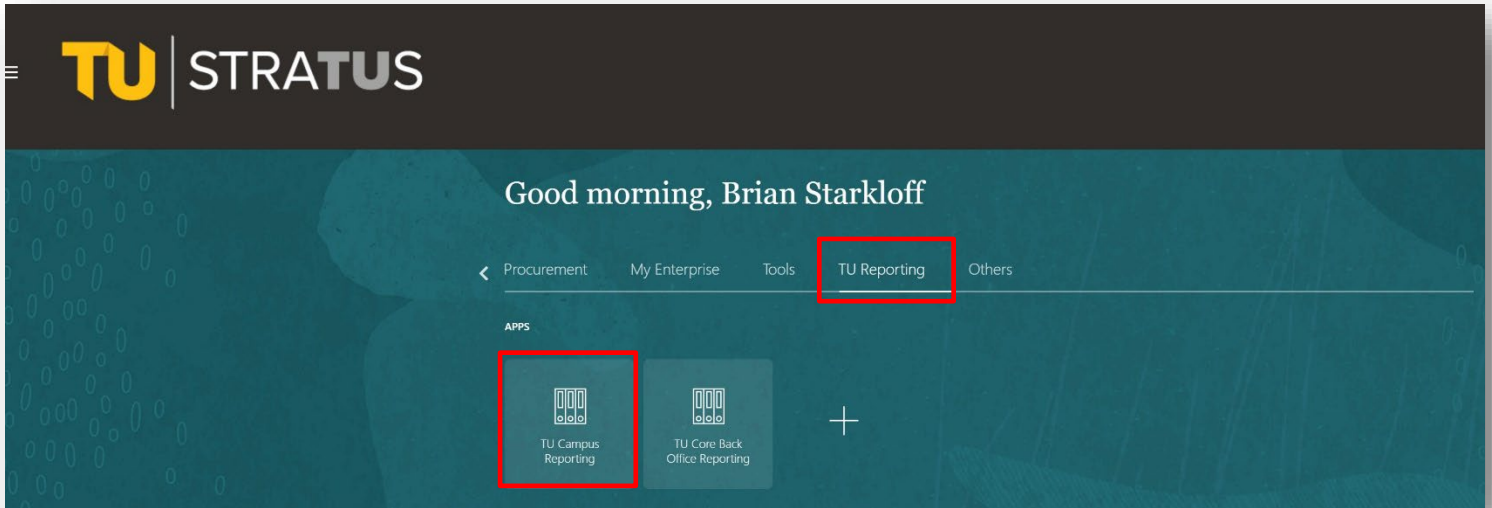 TU STRATUS
Good morning, Brian Starkloff
Procurement My Enterprise Tools TU Reporting Others
APPS
TU Campus
Reporting
TU Core Back
Office Reporting